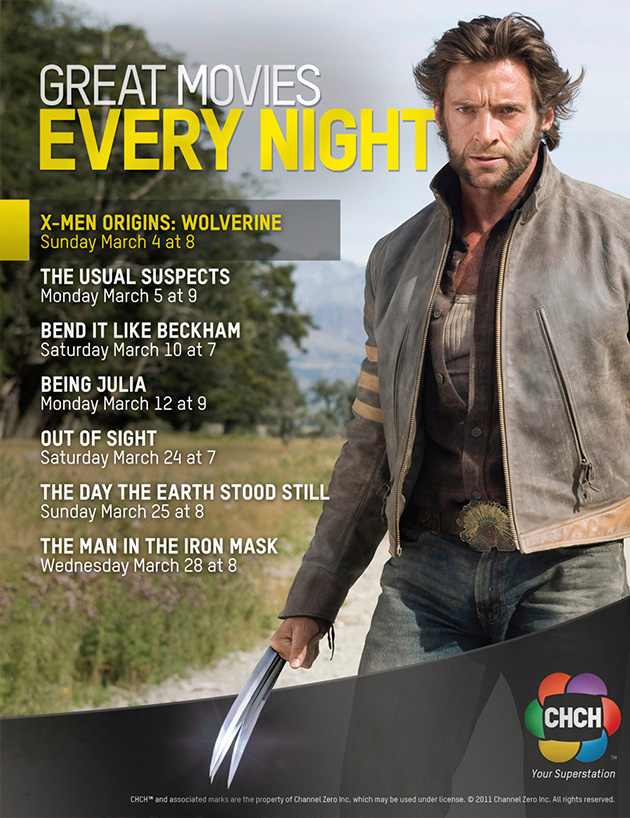 GREAT MOVIES
EVERY NIGHT
X-MEN ORIGINS: WOLVERINE
Sunday March 4 at 8
THE USUAL SUSPECTS
Monday March 5 at 9
BEND IT LIKE BECKHAM
Saturday March 10 at 7
BEING JULIA
Monday March 12 at 9
OUT OF SIGHT
Saturday March 24 at 7
THE DAY THE EARTH STOOD STILL
Sunday March 25 at 8
THE MAN IN THE IRON MASK
Wednesday March 28 at 8
CHCH
TM
Your Superstation
CHCH™ and associated marks are the property of Channel Zero Inc. which may be used under license. © 2011 Channel Zero Inc. All rights reserved.